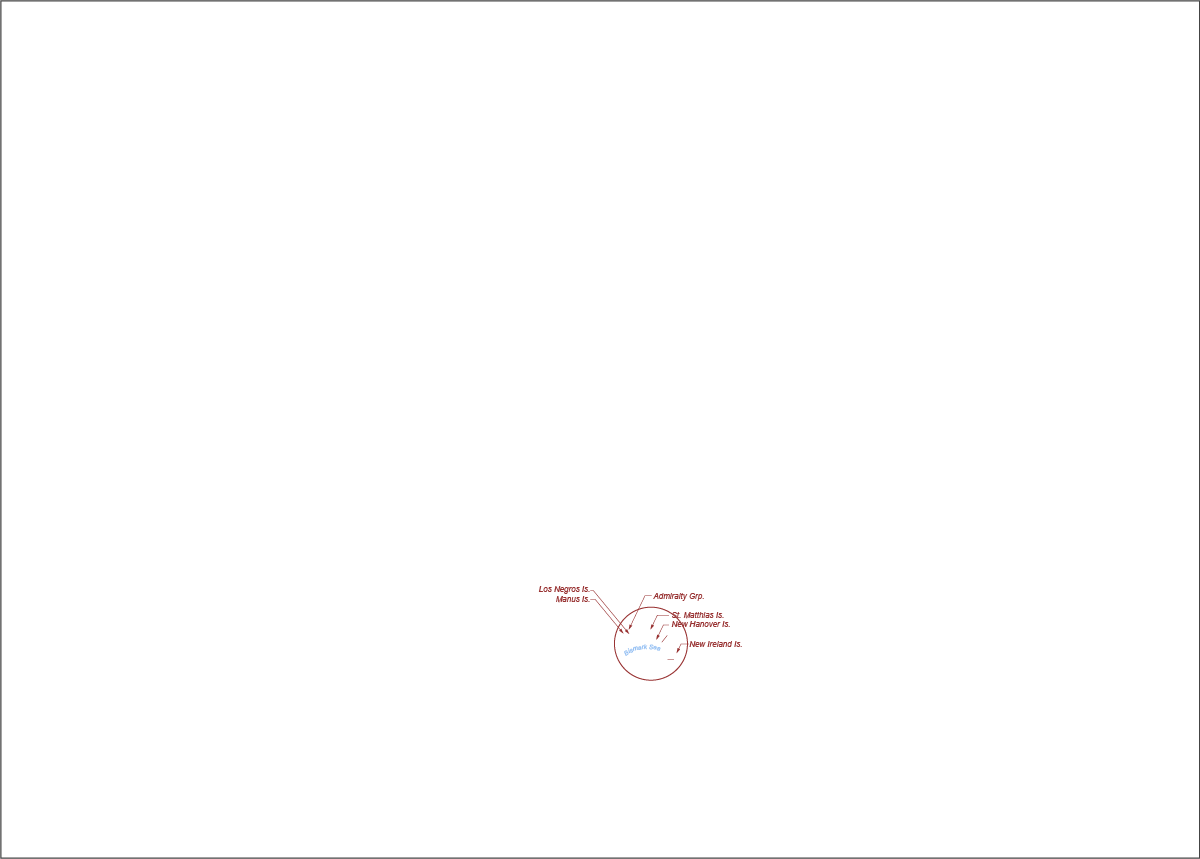 Los Negros Is.
Manus Is.
Admiralty Grp.
St. Matthias Is.
New Hanover Is.
New Ireland Is.
Bismark Sea